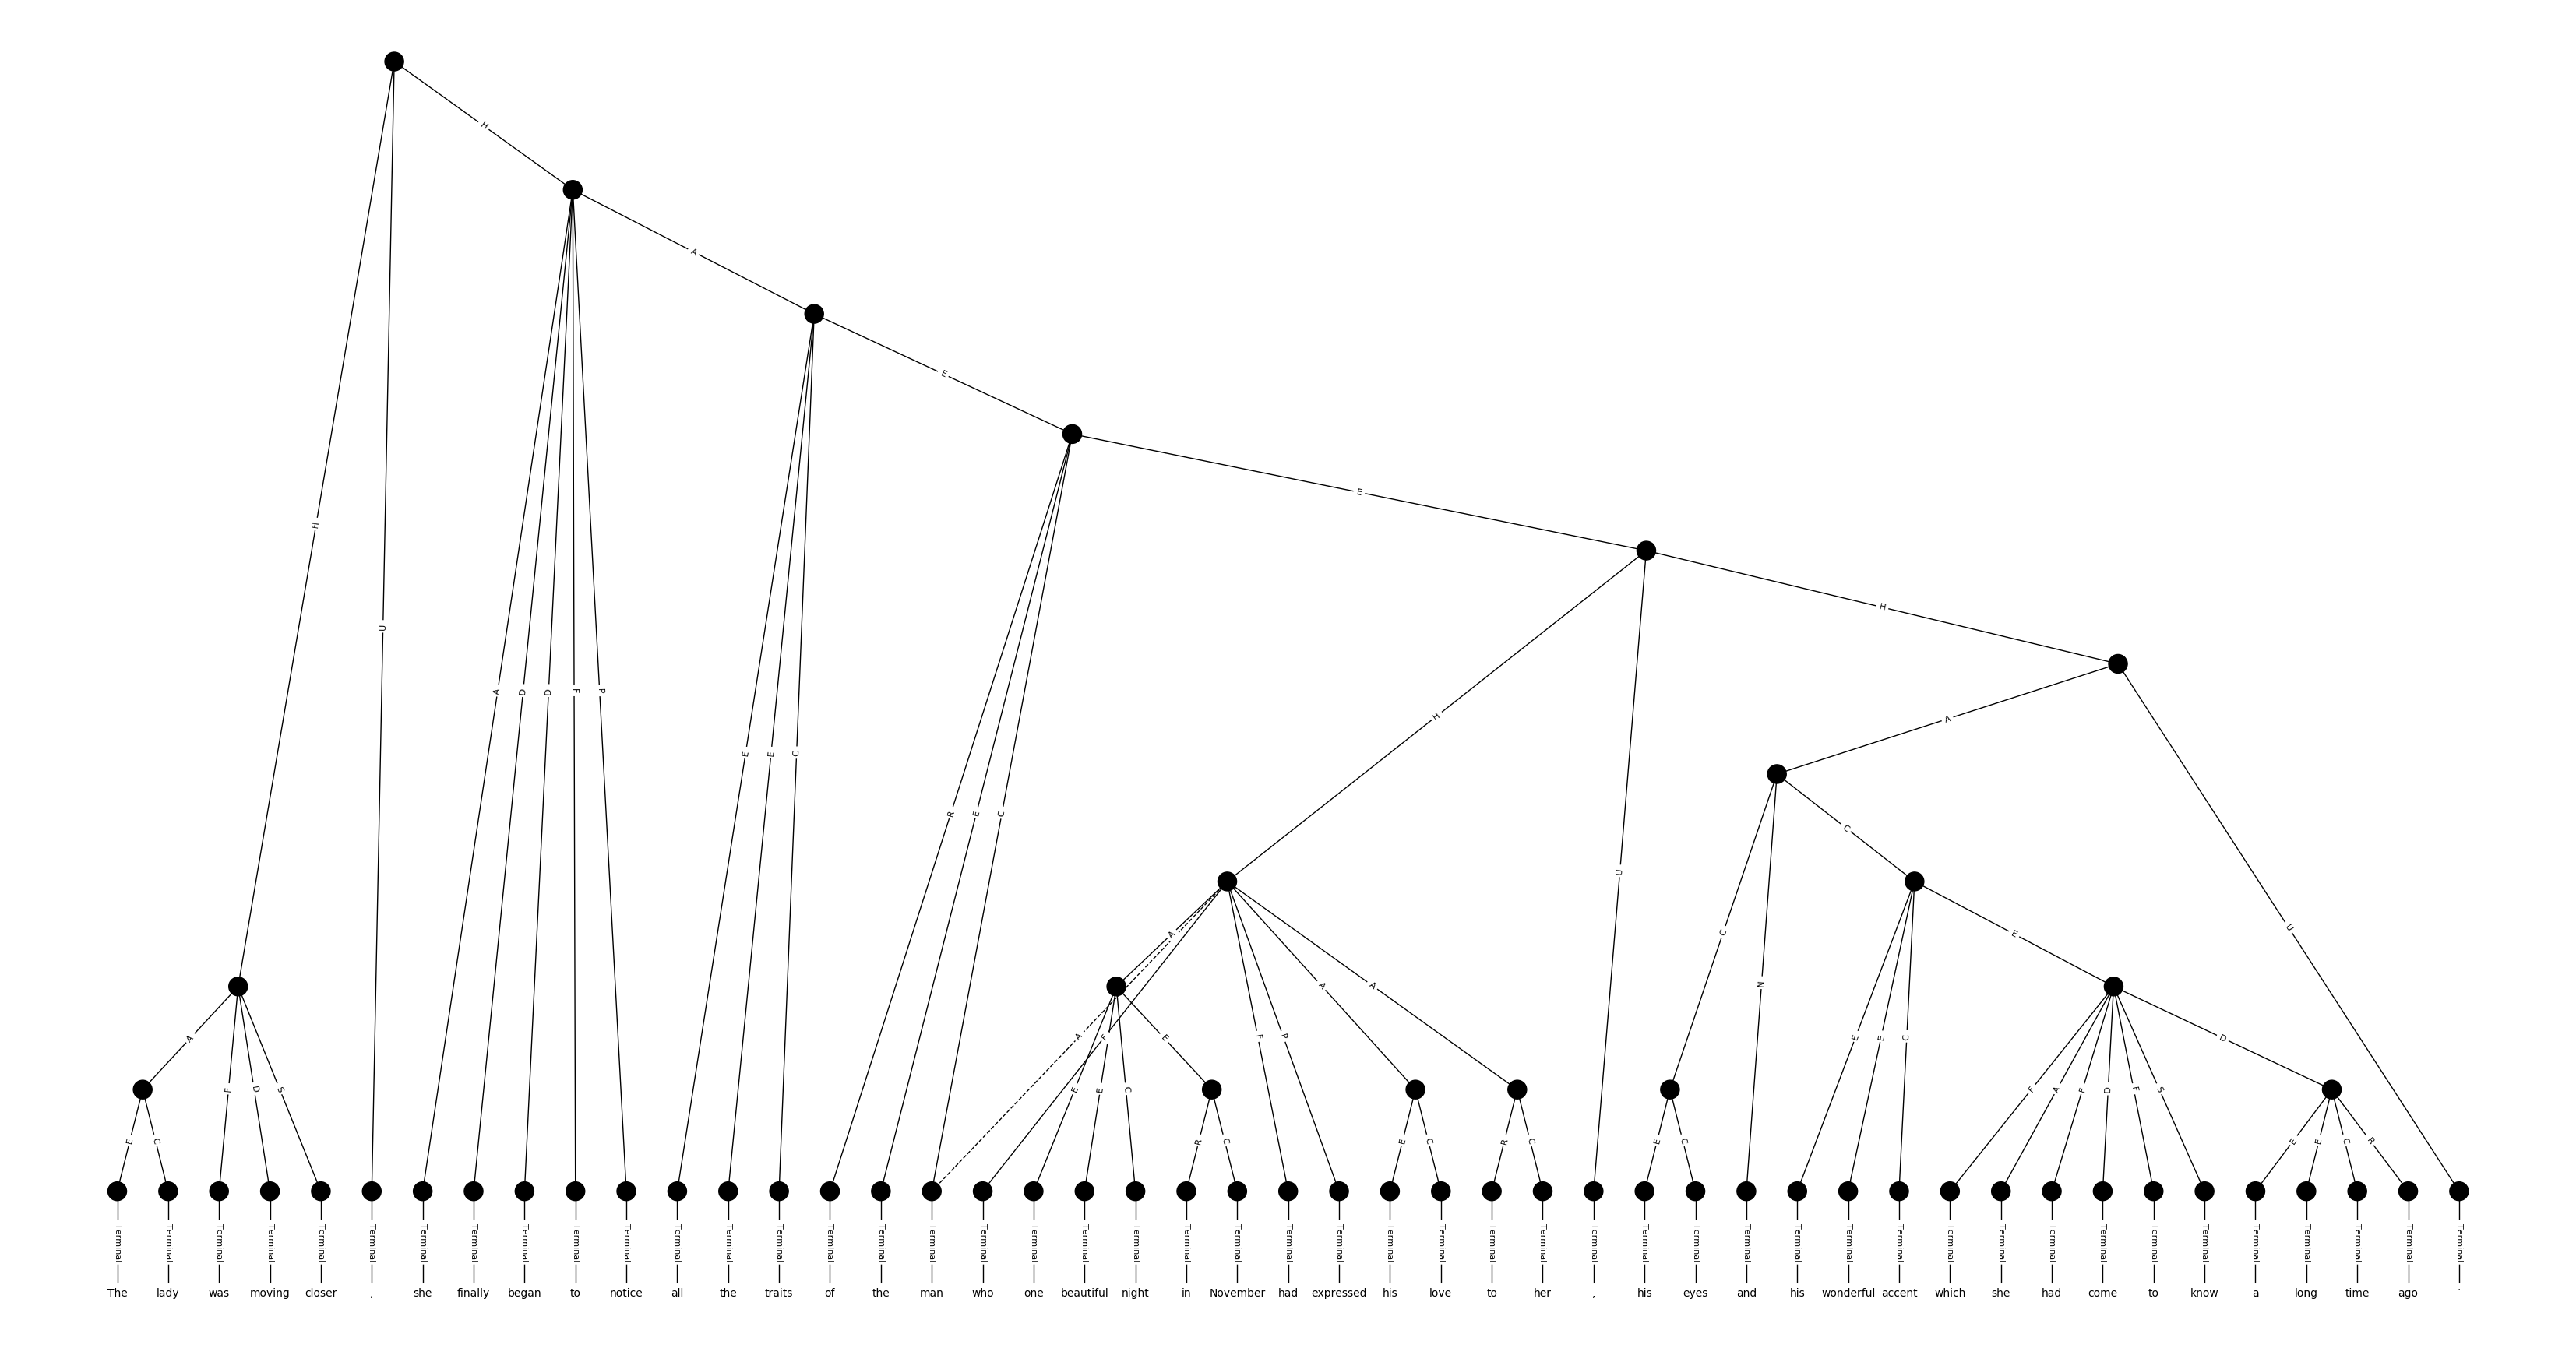 H
A
E
E
H
H
U
A
D
D
F
P
E
E
C
R
E
C
H
U
A
U
C
N
C
A
A
F
F
P
A
A
E
E
C
E
E
E
C
E
A
F
D
S
E
E
C
F
A
F
D
F
S
D
E
C
R
C
E
C
R
C
E
C
E
E
C
R
Terminal Terminal Terminal Terminal Terminal Terminal Terminal Terminal Terminal Terminal Terminal Terminal Terminal Terminal Terminal Terminal Terminal Terminal Terminal Terminal Terminal Terminal Terminal Terminal Terminal Terminal Terminal Terminal Terminal Terminal Terminal Terminal Terminal Terminal Terminal Terminal Terminal Terminal Terminal Terminal Terminal Terminal Terminal Terminal Terminal Terminal Terminal
The lady was moving closer , she finally began to notice all the traits of the man who one beautiful night in November had expressed his love to her , his eyes and his wonderful accent which she had come to know a long time ago .